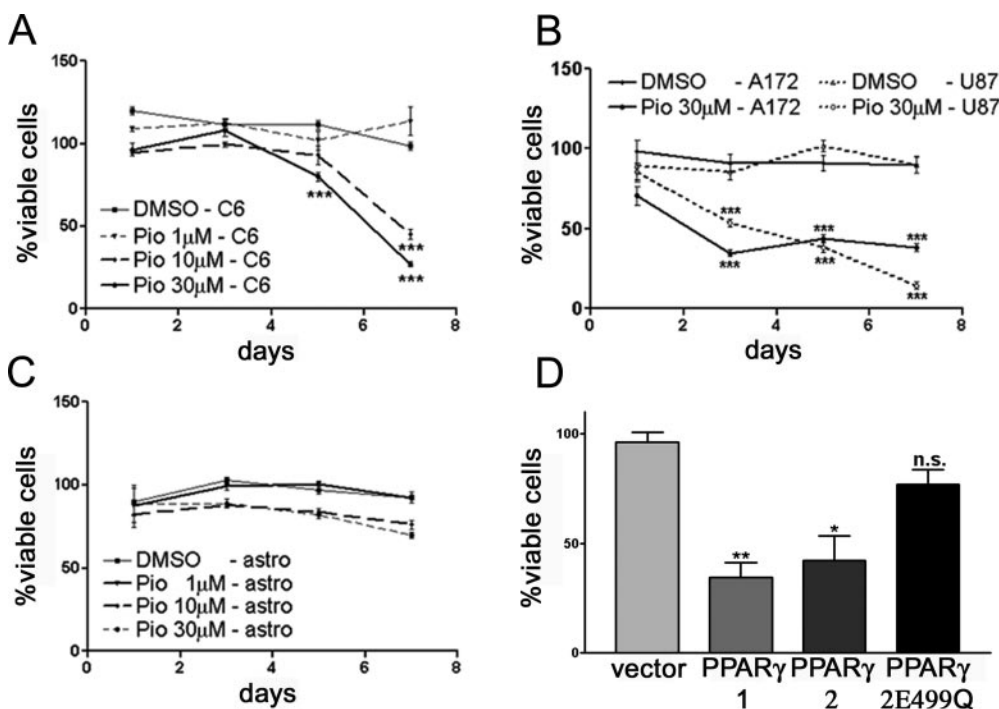 A
150
100
50
0
%viable cells
***
***
***
DMSO - C6
Pio 1μM - C6
Pio 10μM - C6
Pio 30μM - C6
0 2 4 6 8
days
B
150
100
50
0
%viable cells
DMSO - A172
DMSO - U87
Pio 30μM - A172
Pio 30μM - U87
***
***
***
***
***
***
0 2 4 6 8
days
C
150
100
50
0
%viable cells
DMSO - astro
Pio 1μM - astro
Pio 10μM - astro
Pio 30μM - astro
0 2 4 6 8
days
D
100
50
0
%viable cells
**
*
n.s.
vector
PPARγ
1
PPARγ
2
PPARγ
2E499Q